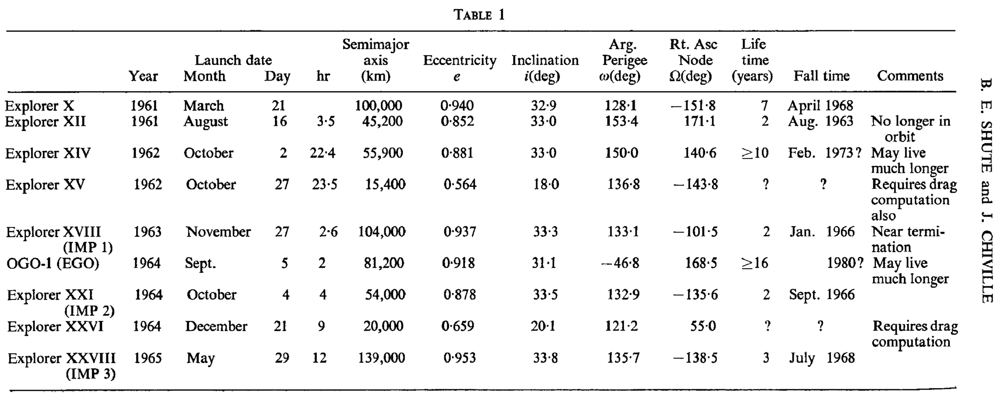 TABLE 1
Semimajor Arg. Rt. Asc Life
Launch date axis Eccentricity Inclination Perigee Node time
Year Month Day hr (km) e i(deg) ω(deg) Ω(deg) (years) Fall time Comments
Explorer X 1961 March 21 100,000 0·940 32·9 128·1 −151·8 7 April 1968
Explorer XII 1961 August 16 3·5 45,200 0·852 33·0 153·4 171·1 2 Aug. 1963 No longer in
orbit
Explorer XIV 1962 October 2 22·4 55,900 0·881 33·0 150·0 140·6 ≥10 Feb. 1973? May live
much longer
Explorer XV 1962 October 27 23·5 15,400 0·564 18·0 136·8 −143·8 ? ? Requires drag
computation
also
Explorer XVIII 1963 November 27 2·6 104,000 0·937 33·3 133·1 −101·5 2 Jan. 1966 Near termi-
(IMP 1) nation
OGO-1 (EGO) 1964 Sept. 5 2 81,200 0·918 31·1 −46·8 168·5 ≥16 1980? May live
much longer
Explorer XXI 1964 October 4 4 54,000 0·878 33·5 132·9 −135·6 2 Sept. 1966
(IMP 2)
Explorer XXVI 1964 December 21 9 20,000 0·659 20·1 121·2 55·0 ? ? Requires drag
computation
Explorer XXVIII 1965 May 29 12 139,000 0·953 33·8 135·7 −138·5 3 July 1968
(IMP 3)
B. E. SHUTE and J. CHIVILLE